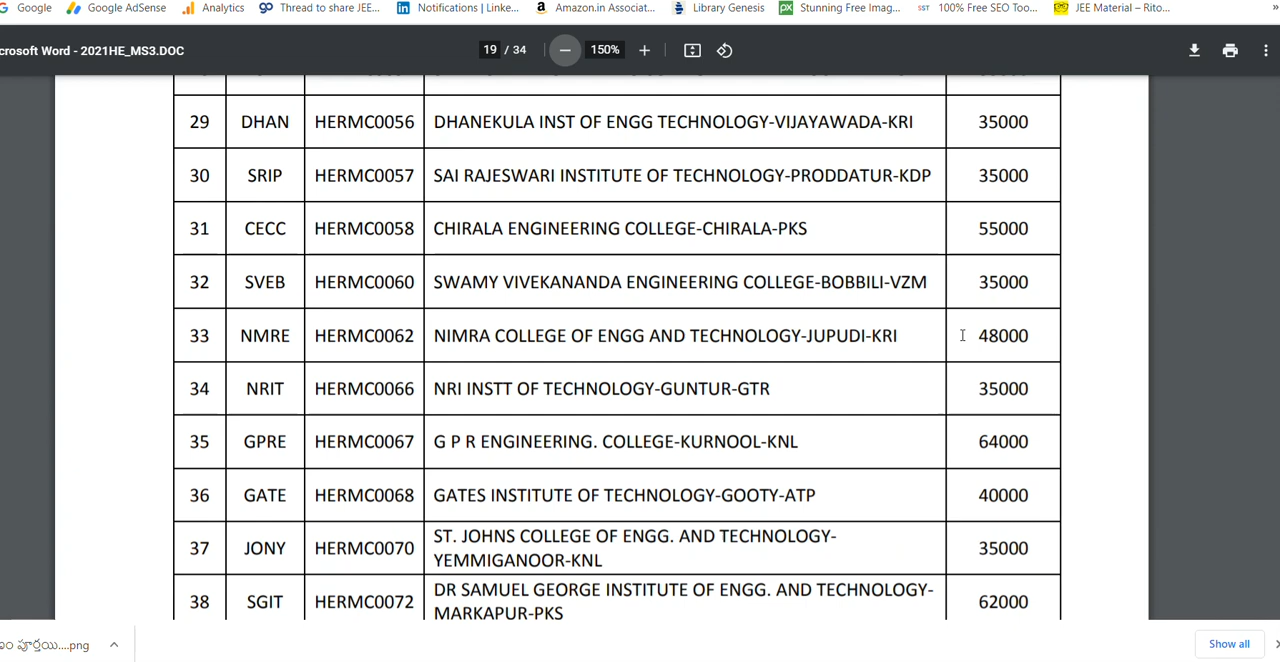 Google Google AdSense Analytics Thread to share JEE... Notifications | Linke... Amazon.in Associat... Library Genesis Stunning Free Imag... 100% Free SEO Too... JEE Material – Rito... »
crosoft Word - 2021HE_MS3.DOC 19 / 34 150%
29 DHAN HERMC0056 DHANEKULA INST OF ENGG TECHNOLOGY-VIJAYAWADA-KRI 35000
30 SRIP HERMC0057 SAI RAJESWARI INSTITUTE OF TECHNOLOGY-PRODDATUR-KDP 35000
31 CECC HERMC0058 CHIRALA ENGINEERING COLLEGE-CHIRALA-PKS 55000
32 SVEB HERMC0060 SWAMY VIVEKANANDA ENGINEERING COLLEGE-BOBBILI-VZM 35000
33 NMRE HERMC0062 NIMRA COLLEGE OF ENGG AND TECHNOLOGY-JUPUDI-KRI 48000
34 NRIT HERMC0066 NRI INSTT OF TECHNOLOGY-GUNTUR-GTR 35000
35 GPRE HERMC0067 G P R ENGINEERING. COLLEGE-KURNOOL-KNL 64000
36 GATE HERMC0068 GATES INSTITUTE OF TECHNOLOGY-GOOTY-ATP 40000
37 JONY HERMC0070 ST. JOHNS COLLEGE OF ENGG. AND TECHNOLOGY- 35000
YEMMIGANOOR-KNL
38 SGIT HERMC0072 DR SAMUEL GEORGE INSTITUTE OF ENGG. AND TECHNOLOGY- 62000
MARKAPUR-PKS
ణం పూర్తయి....png Show all